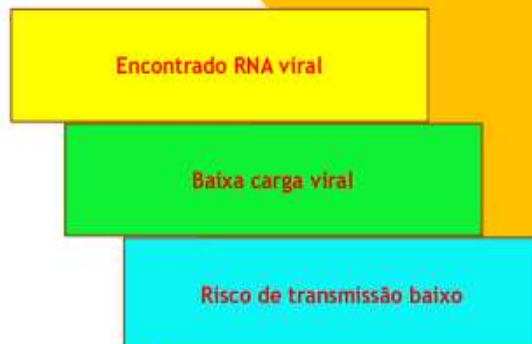 Encontrado RNA viral
Baixa carga viral
Risco de transmissão baixo